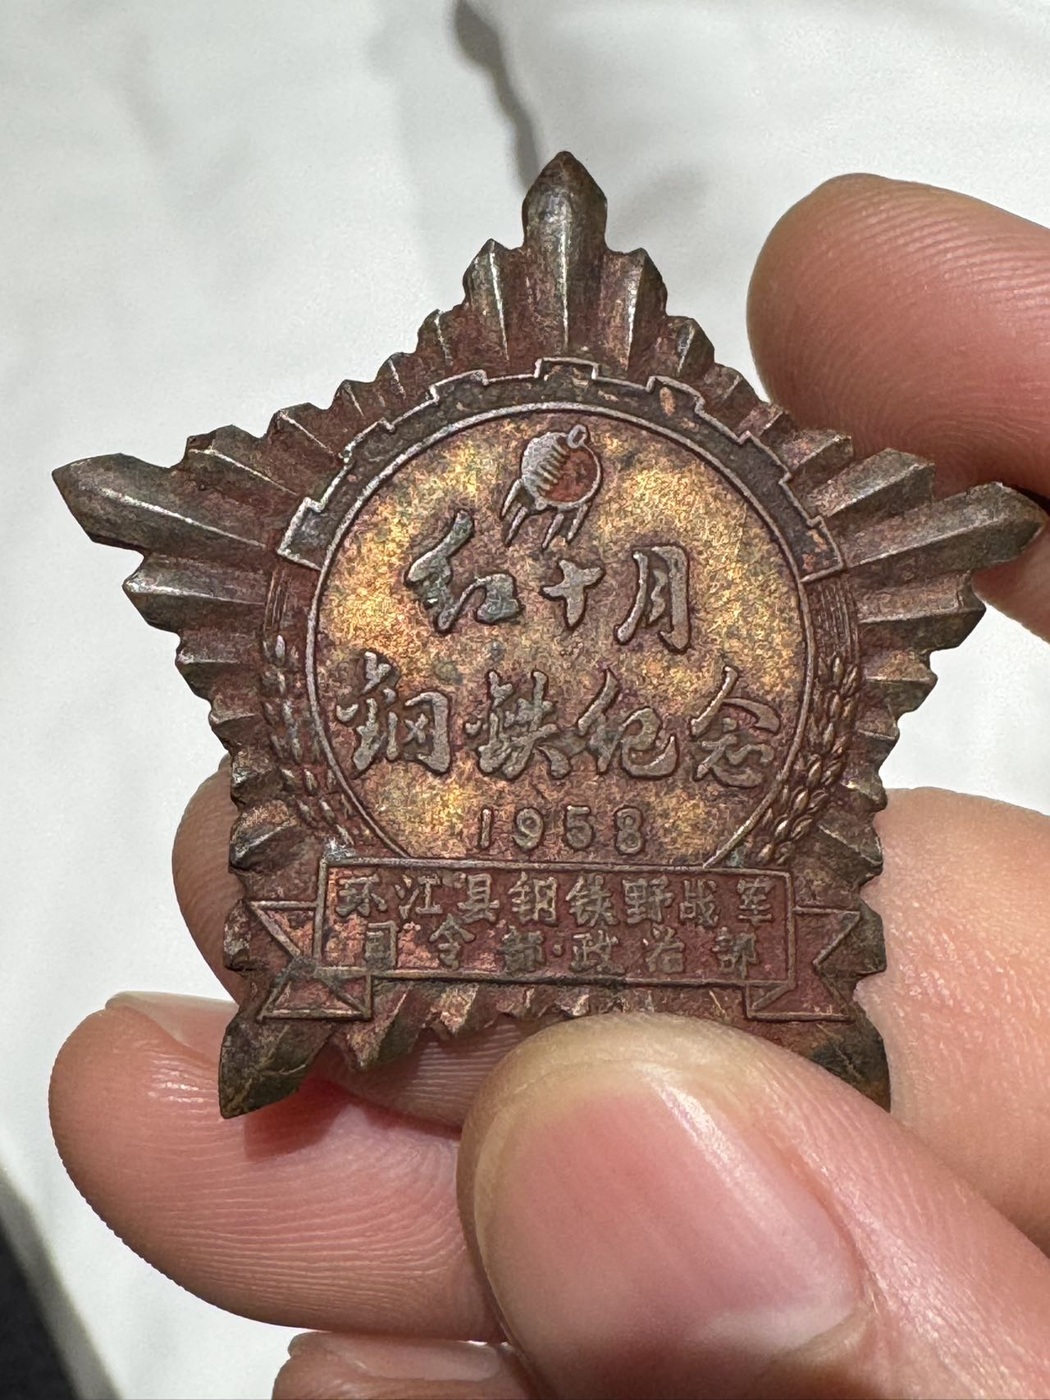 红十月
钢铁纪念
1958
环江县钢铁野战军
司令部·政治部